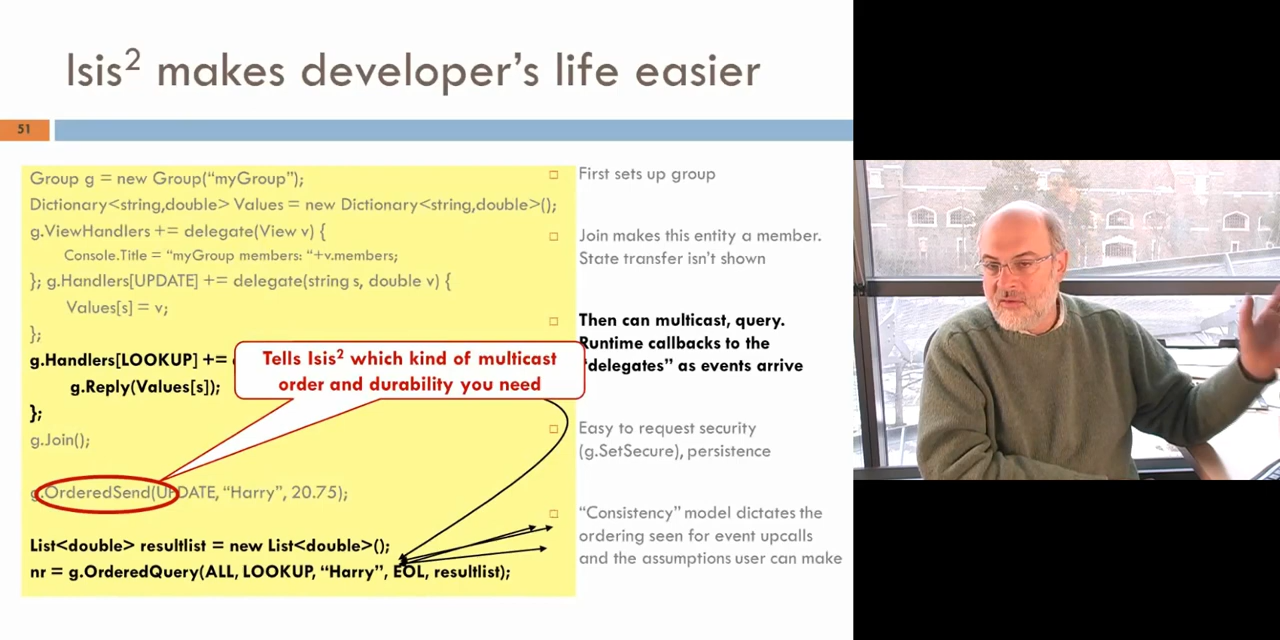 Isis² makes developer's life easier
51
Group g = new Group("myGroup");
Dictionary<string,double> Values = new Dictionary<string,double>();
g.ViewHandlers += delegate(View v) {
Console.Title = "myGroup members: "+v.members;
}; g.Handlers[UPDATE] += delegate(string s, double v) {
Values[s] = v;
};
g.Handlers[LOOKUP] +=
g.Reply(Values[s]);
};
g.Join();
g.OrderedSend(UPDATE, "Harry", 20.75);
List<double> resultlist = new List<double>();
nr = g.OrderedQuery(ALL, LOOKUP, "Harry", EOL, resultlist);
Tells Isis² which kind of multicast
order and durability you need
First sets up group
Join makes this entity a member.
State transfer isn't shown
Then can multicast, query.
Runtime callbacks to the
"delegates" as events arrive
Easy to request security
(g.SetSecure), persistence
"Consistency" model dictates the
ordering seen for event upcalls
and the assumptions user can make